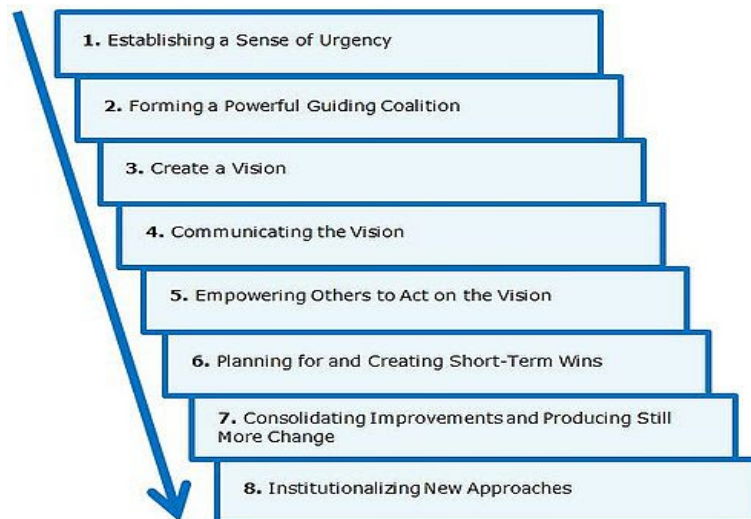 1. Establishing a Sense of Urgency
2. Forming a Powerful Guiding Coalition
3. Create a Vision
4. Communicating the Vision
5. Empowering Others to Act on the Vision
6. Planning for and Creating Short-Term Wins
7. Consolidating Improvements and Producing Still
More Change
8. Institutionalizing New Approaches